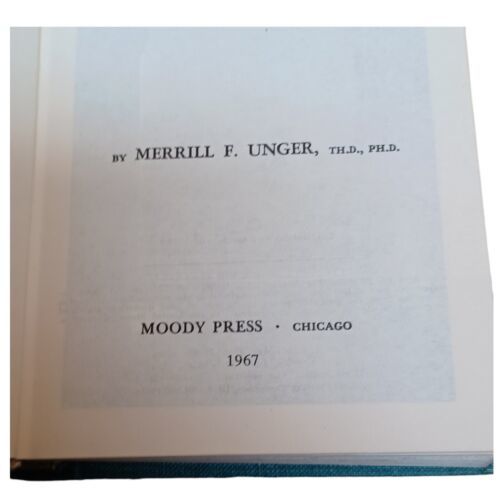 BY MERRILL F. UNGER, TH.D., PH.D.
MOODY PRESS · CHICAGO
1967